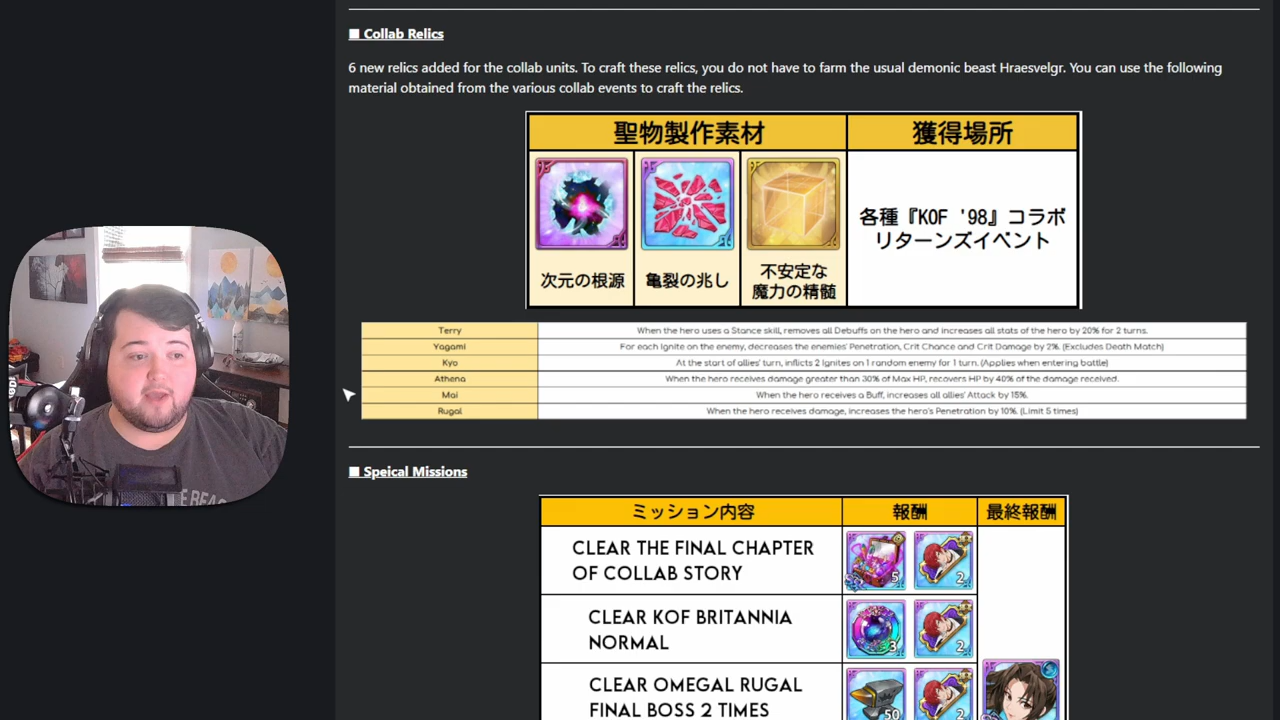 ■ Collab Relics
6 new relics added for the collab units. To craft these relics, you do not have to farm the usual demonic beast Hraesvelgr. You can use the following
material obtained from the various collab events to craft the relics.
聖物製作素材 獲得場所
次元の根源 亀裂の兆し 不安定な
魔力の精髄
各種『KOF '98』コラボ
リターンズイベント
Terry When the hero uses a Stance skill, removes all Debuffs on the hero and increases all stats of the hero by 20% for 2 turns.
Yagami For each Ignite on the enemy, decreases the enemies' Penetration, Crit Chance and Crit Damage by 2%. (Excludes Death Match)
Kyo At the start of allies' turn, inflicts 2 Ignites on 1 random enemy for 1 turn. (Applies when entering battle)
Athena When the hero receives damage greater than 30% of Max HP, recovers HP by 40% of the damage received.
Mai When the hero receives a Buff, increases all allies' Attack by 15%.
Rugal When the hero receives damage, increases the hero's Penetration by 10%. (Limit 5 times)
■ Speical Missions
ミッション内容 報酬 最終報酬
CLEAR THE FINAL CHAPTER
OF COLLAB STORY
5 2
CLEAR KOF BRITANNIA
NORMAL
3 2
CLEAR OMEGAL RUGAL
FINAL BOSS 2 TIMES
50 2